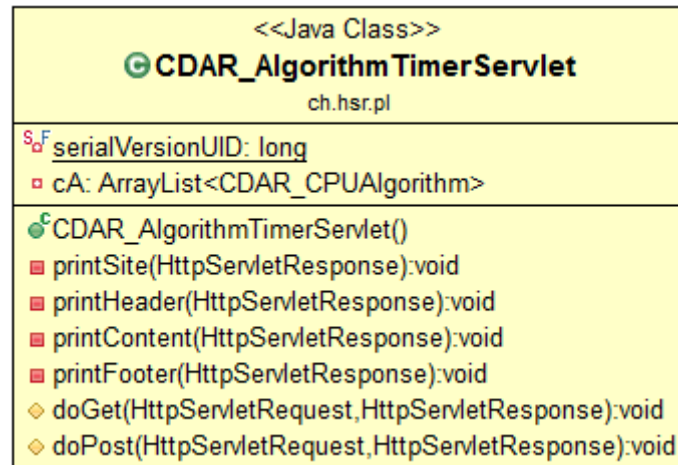 <<Java Class>>
CDAR_AlgorithmTimerServlet
ch.hsr.pl
serialVersionUID: long
cA: ArrayList<CDAR_CPUAlgorithm>
CDAR_AlgorithmTimerServlet()
printSite(HttpServletResponse):void
printHeader(HttpServletResponse):void
printContent(HttpServletResponse):void
printFooter(HttpServletResponse):void
doGet(HttpServletRequest,HttpServletResponse):void
doPost(HttpServletRequest,HttpServletResponse):void